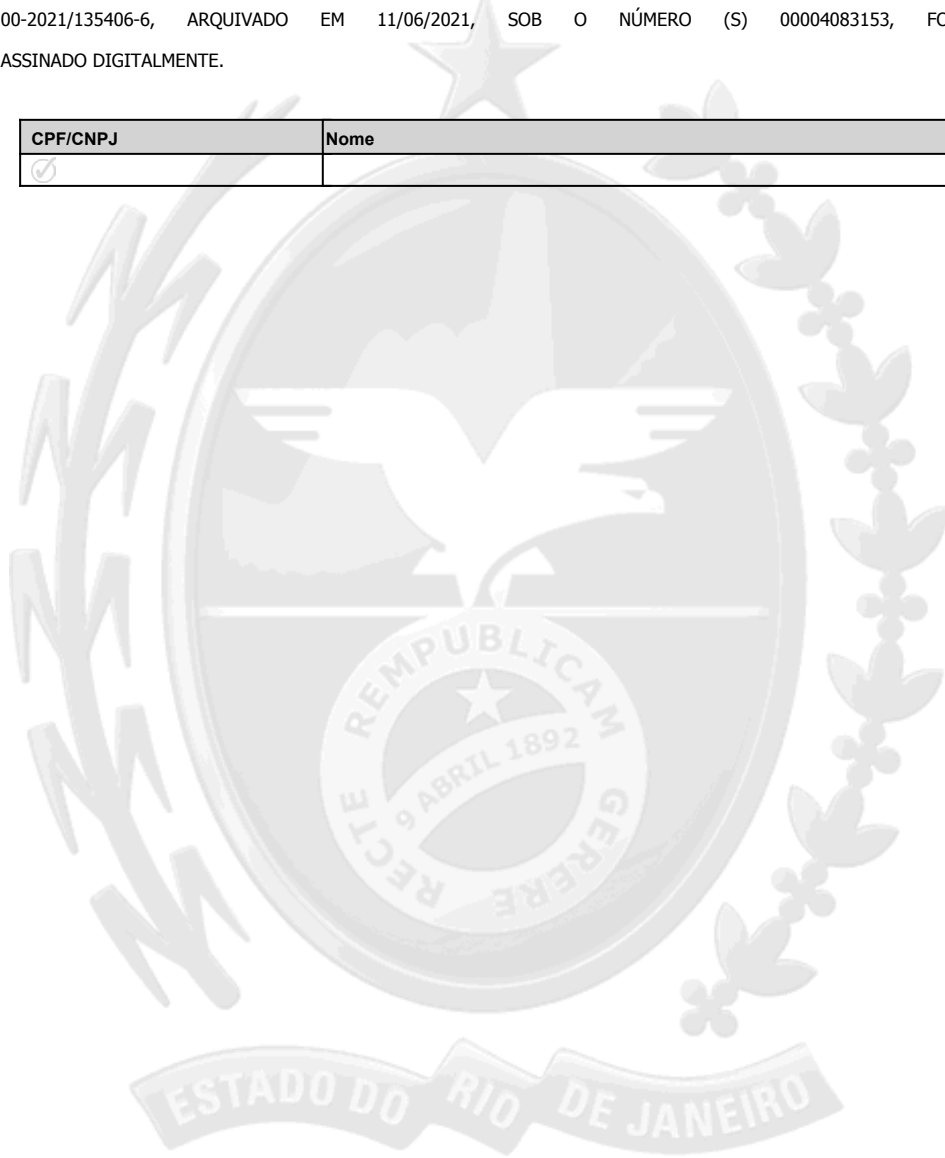 00-2021/135406-6, ARQUIVADO EM 11/06/2021, SOB O NÚMERO (S) 00004083153, FO
ASSINADO DIGITALMENTE.
CPF/CNPJ Nome
REMPUBLICAM
9 ABRIL 1892
RECTE GERERE
ESTADO DO RIO DE JANEIRO